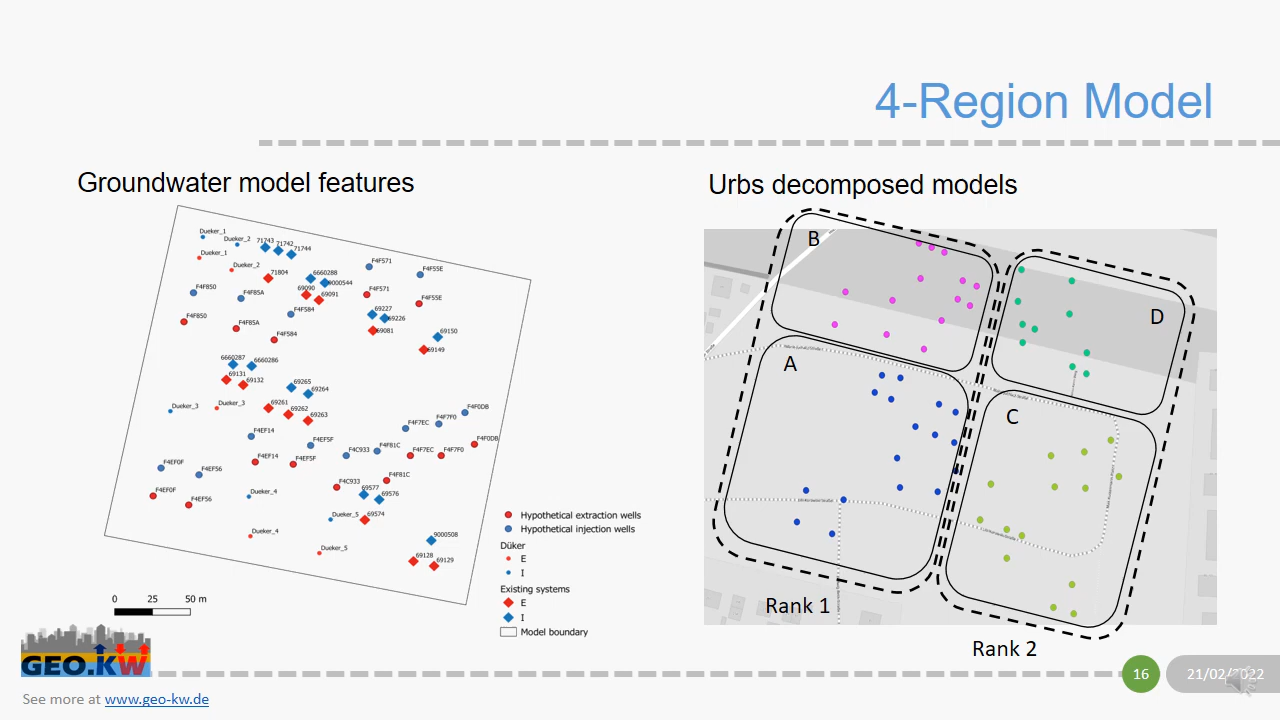 4-Region Model
Groundwater model features
Urbs decomposed models
Dueker_1
Dueker_2
71743
71742
71744
Dueker_1
Dueker_2
71804
6660288
9000544
69090
69091
F4F571
F4F55E
F4F850
F4F85A
F4F584
F4F571
F4F55E
69227
69226
69081
F4F850
F4F85A
F4F584
69150
69149
6660287
6660286
69131
69132
69265
69264
Dueker_3
Dueker_3
69261
69262
69263
F4F0DB
F4F7F0
F4F7EC
F4EF14
F4EF5F
F4C933
F4F81C
F4F0DB
F4F7EC
F4F7F0
F4EF0F
F4EF56
F4EF14
F4EF5F
F4C933
F4F81C
F4EF0F
F4EF56
Dueker_4
69577
69576
Dueker_5
69574
Dueker_4
9000508
Dueker_5
69128
69129
Hypothetical extraction wells
Hypothetical injection wells
Düker
E
I
Existing systems
E
I
Model boundary
0 25 50 m
B
D
A
C
Rank 1
Rank 2
GEO.KW
16
See more at www.geo-kw.de